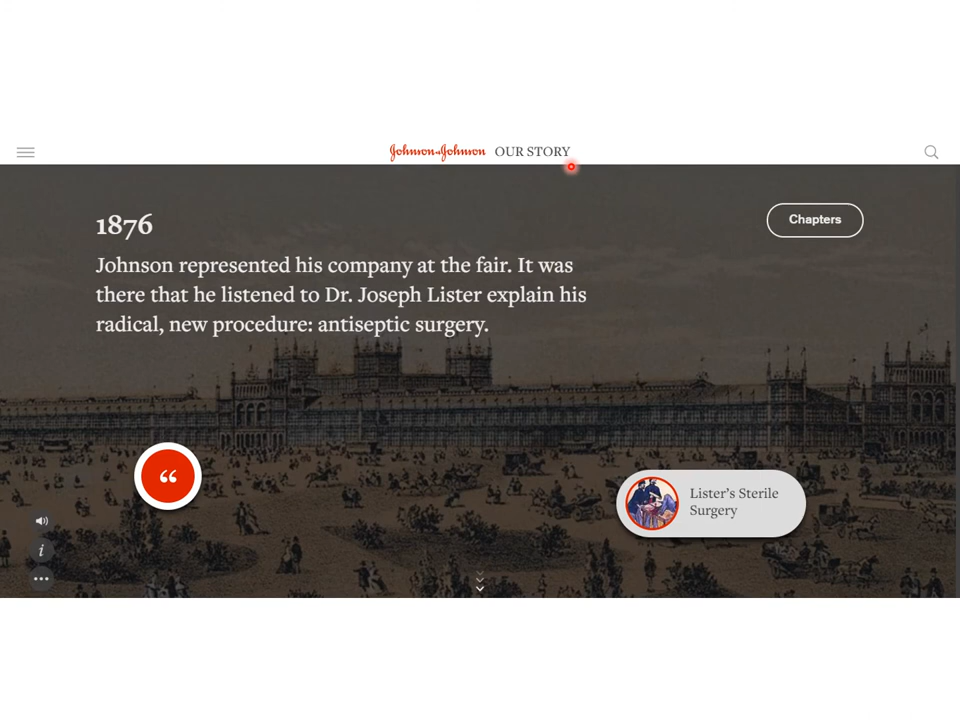 Johnson & Johnson OUR STORY
1876
Chapters
Johnson represented his company at the fair. It was
there that he listened to Dr. Joseph Lister explain his
radical, new procedure: antiseptic surgery.
“
Lister’s Sterile
Surgery
i